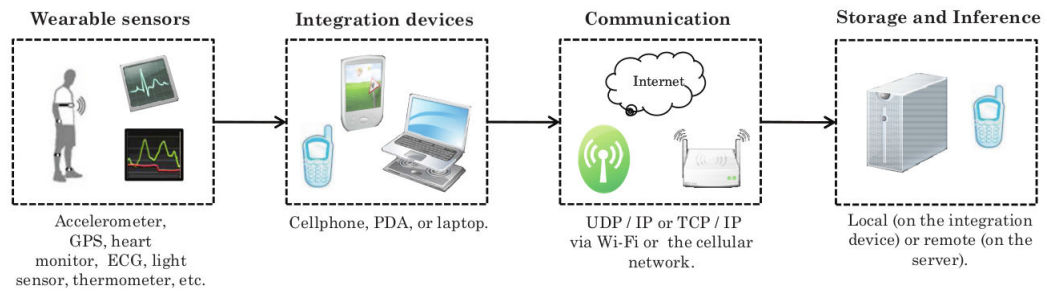 Wearable sensors
Integration devices
Communication
Storage and Inference
Internet
Accelerometer,
GPS, heart
monitor, ECG, light
sensor, thermometer, etc.
Cellphone, PDA, or laptop.
UDP / IP or TCP / IP
via Wi-Fi or the cellular
network.
Local (on the integration
device) or remote (on the
server).